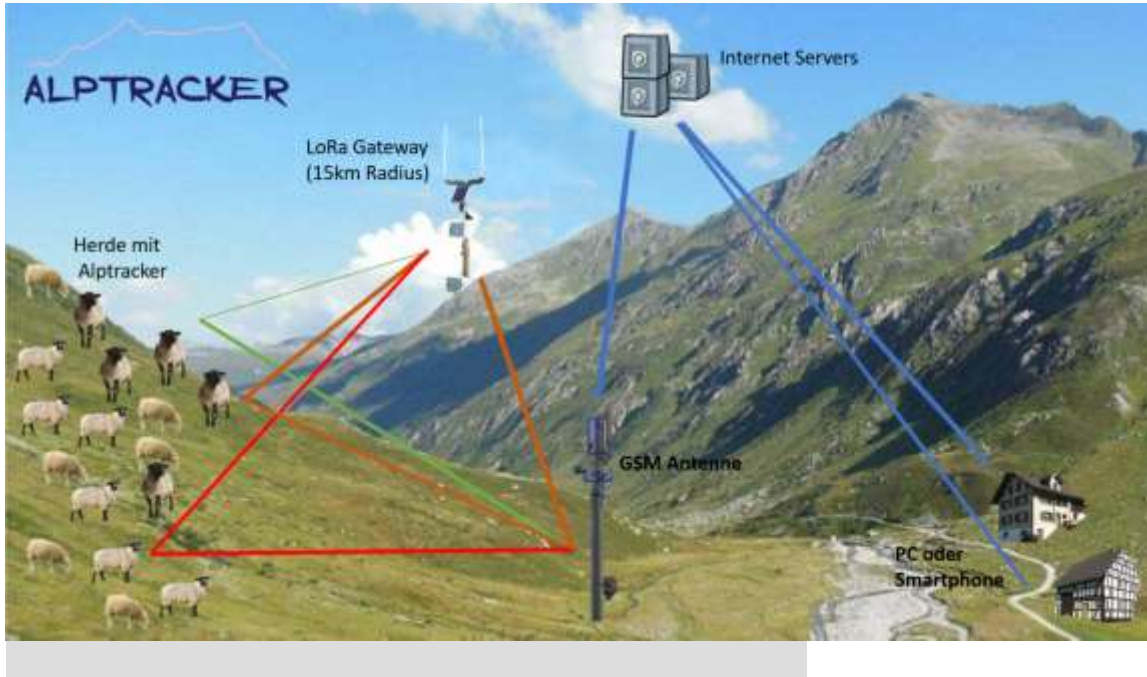 ALPTRACKER
Internet Servers
LoRa Gateway
(15km Radius)
Herde mit
Alptracker
GSM Antenne
PC oder
Smartphone